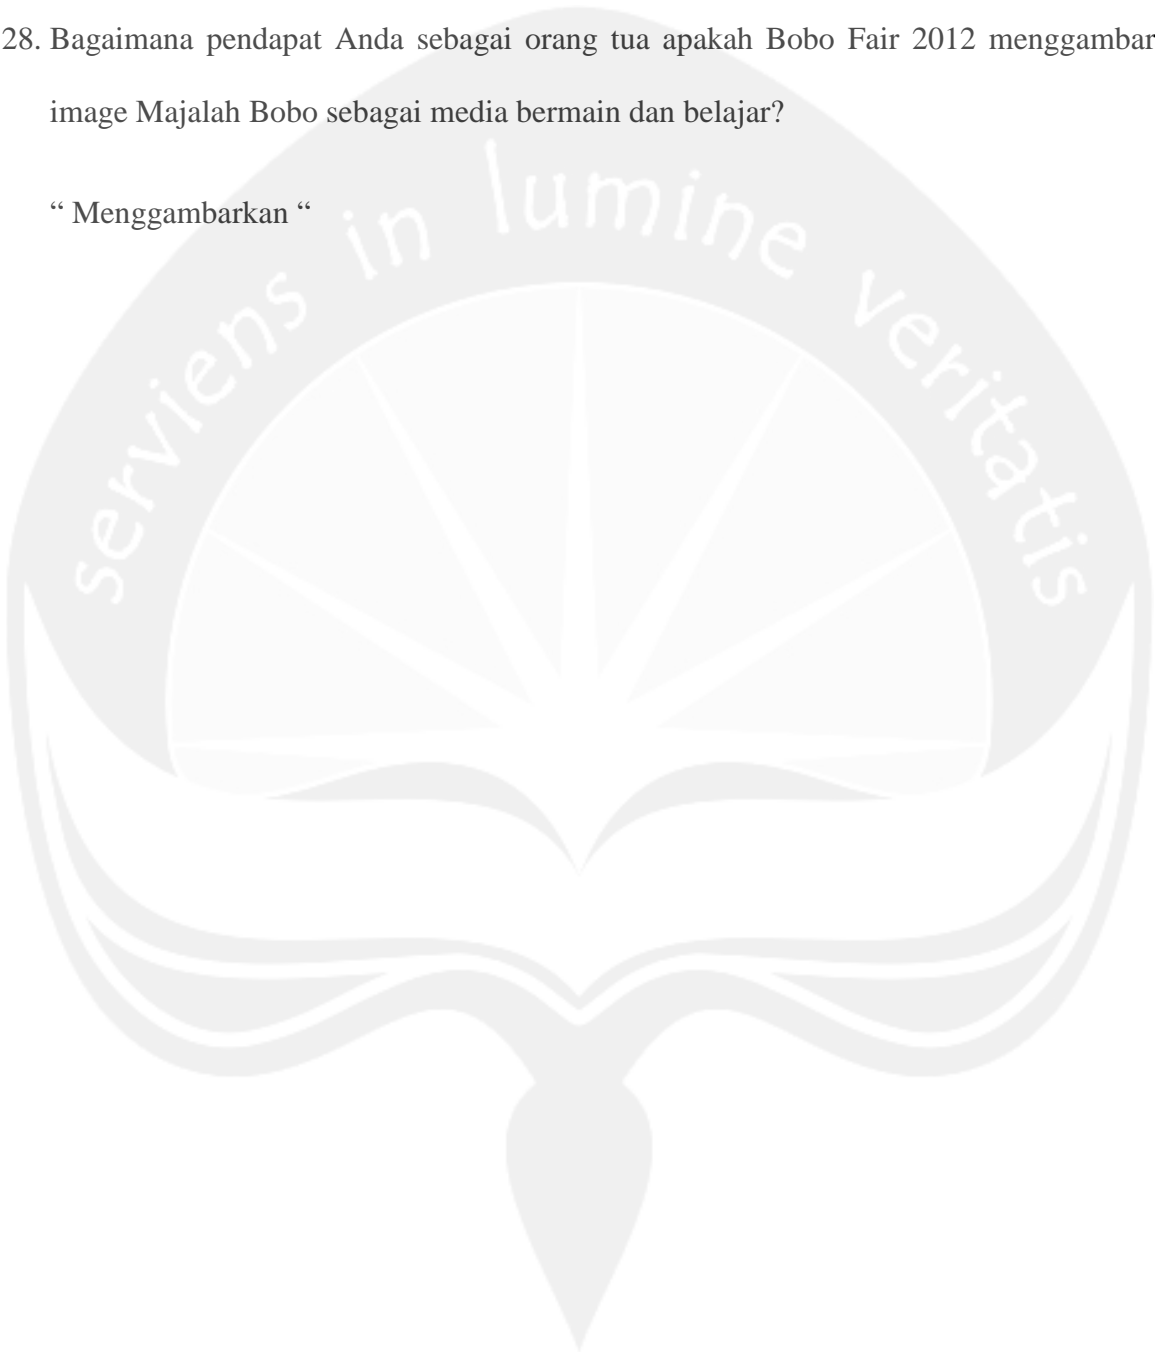 28. Bagaimana pendapat Anda sebagai orang tua apakah Bobo Fair 2012 menggambar
image Majalah Bobo sebagai media bermain dan belajar?
“ Menggambarkan “
serviens in lumine veritatis